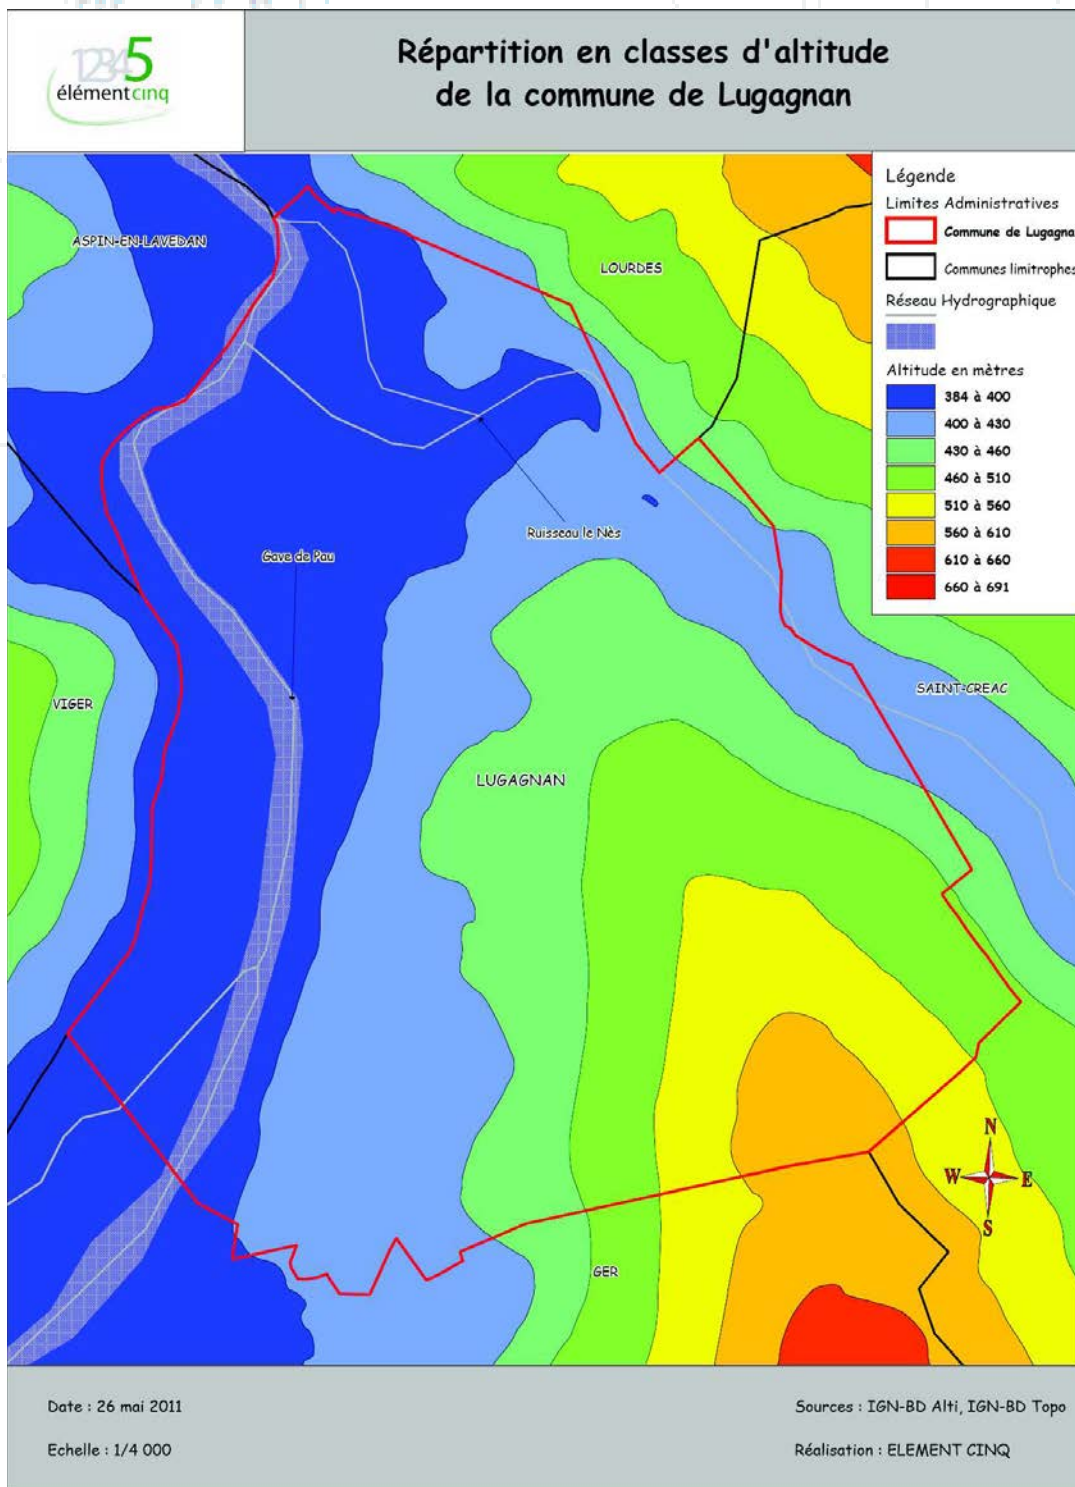 12345
élémentcinq
Répartition en classes d'altitude
de la commune de Lugagnan
Légende
Limites Administratives
Commune de Lugagna
Communes limitrophes
Réseau Hydrographique
Altitude en mètres
384 à 400
400 à 430
430 à 460
460 à 510
510 à 560
560 à 610
610 à 660
660 à 691
ASPIN-EN-LAVEDAN
LOURDES
Ruisseau le Nès
Gave de Pau
VIGER
SAINT-CREAC
LUGAGNAN
GER
N
W
E
S
Date : 26 mai 2011
Echelle : 1/4 000
Sources : IGN-BD Alti, IGN-BD Topo
Réalisation : ELEMENT CINQ